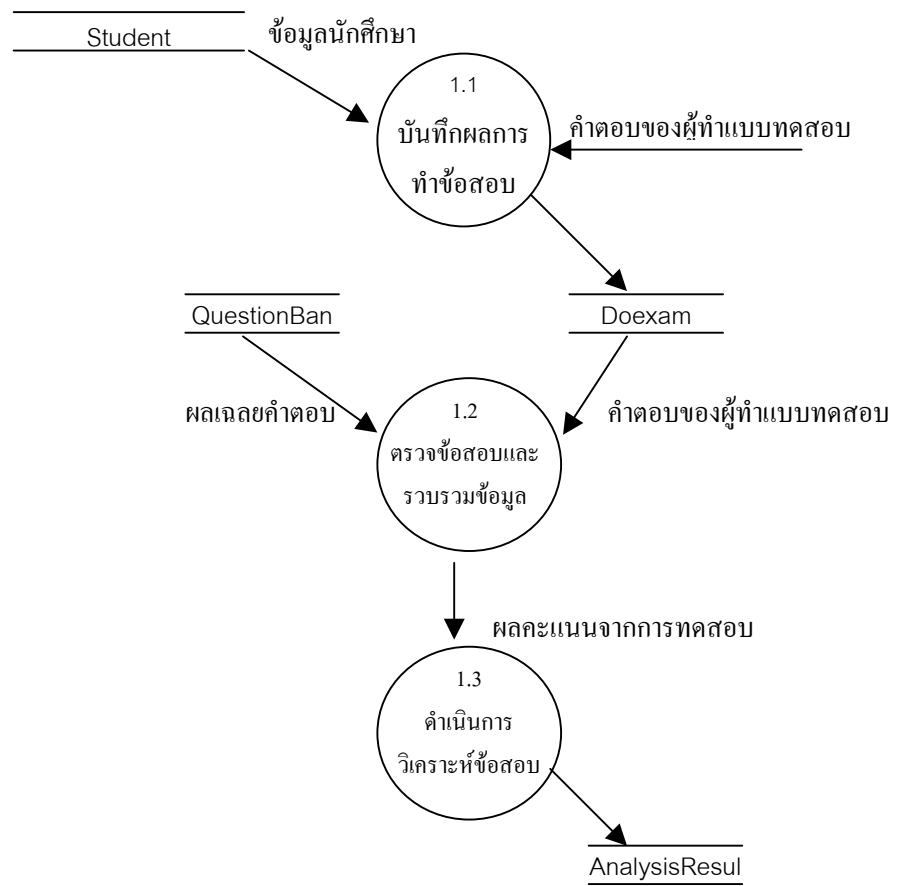 Student
ข้อมูลนักศึกษา
1.1
บันทึกผลการ
ทำข้อสอบ
คำตอบของผู้ทำแบบทดสอบ
QuestionBan
Doexam
ผลเฉลยคำตอบ
1.2
ตรวจข้อสอบและ
รวบรวมข้อมูล
คำตอบของผู้ทำแบบทดสอบ
ผลคะแนนจากการทดสอบ
1.3
ดำเนินการ
วิเคราะห์ข้อสอบ
AnalysisResul